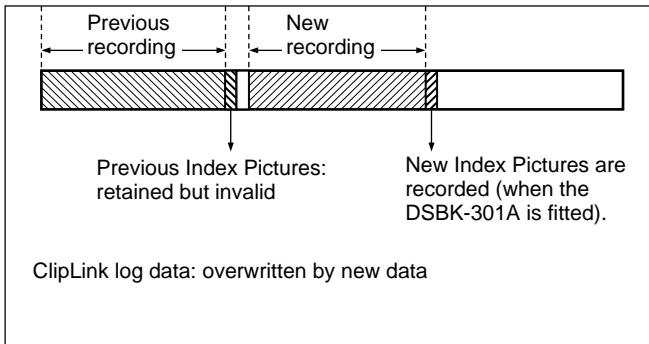 Previous
recording
New
recording
Previous Index Pictures:
retained but invalid
New Index Pictures are
recorded (when the
DSBK-301A is fitted).
ClipLink log data: overwritten by new data